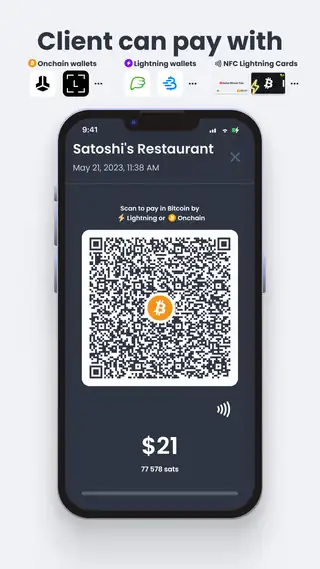 Client can pay with
Onchain wallets
Lightning wallets
NFC Lightning Cards
9:41
Satoshi's Restaurant
May 21, 2023, 11:38 AM
Scan to pay in Bitcoin by
Lightning or Onchain
$21
77 578 sats